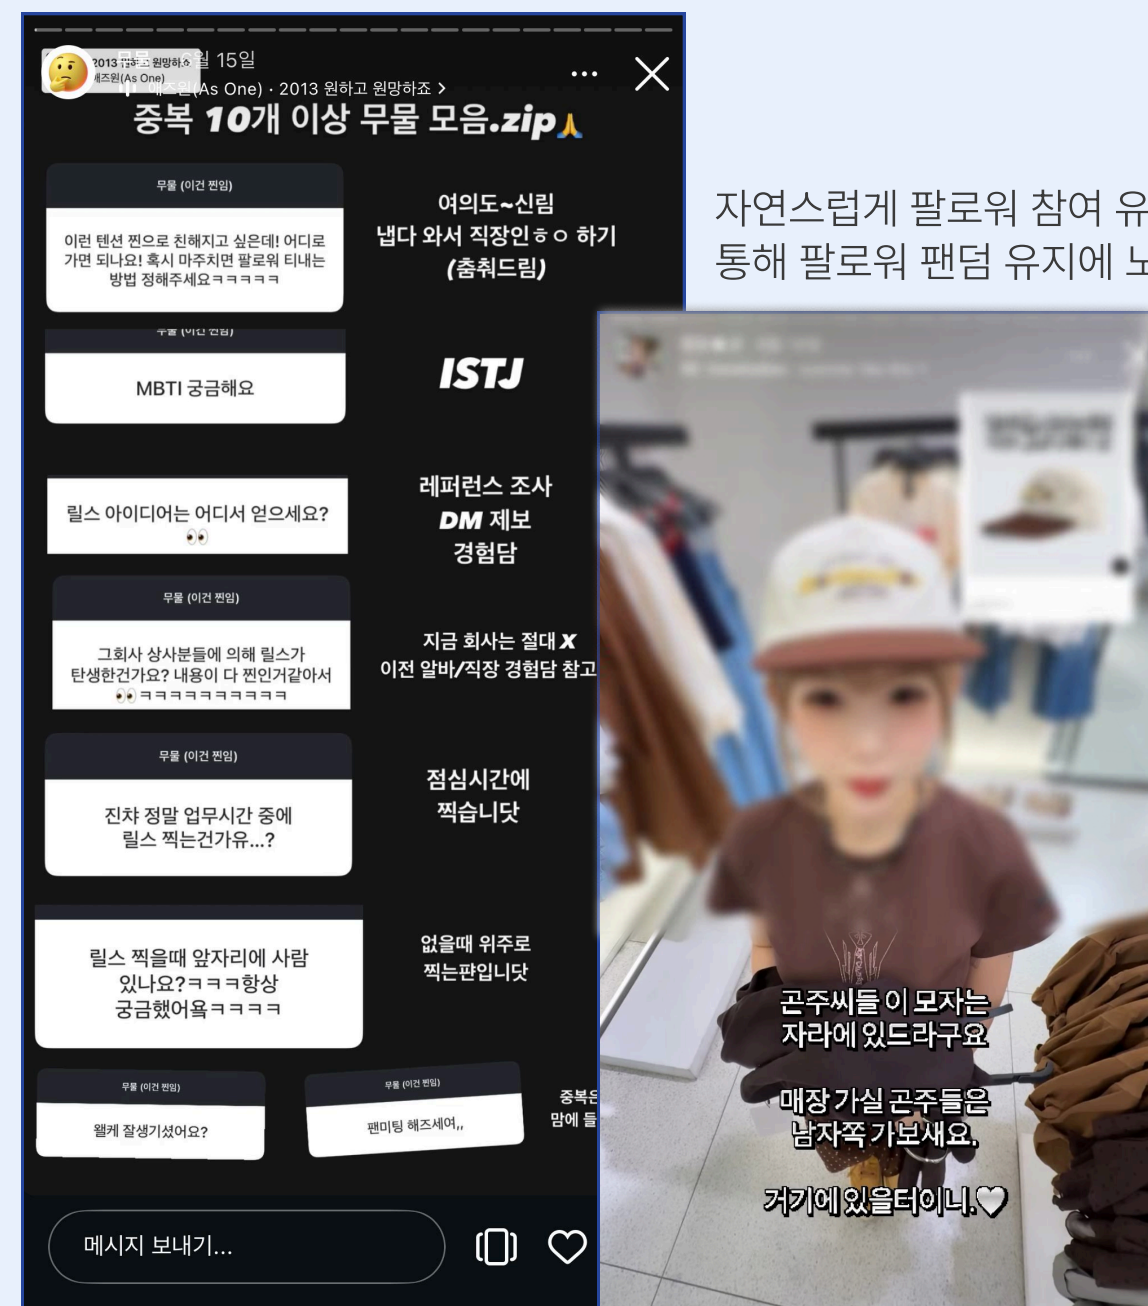 2013 원하고 원망하죠
애즈원(As One)
무물 6월 15일
애즈원(As One) · 2013 원하고 원망하죠 >
중복 10개 이상 무물 모음.zip🙏
무물 (이건 찐임)
이런 텐션 찐으로 친해지고 싶은데! 어디로
가면 되나요! 혹시 마주치면 팔로워 티내는
방법 정해주세요ㅋㅋㅋㅋㅋ
여의도~신림
냅다 와서 직장인ㅎㅇ 하기
(춤춰드림)
무물 (이건 찐임)
MBTI 궁금해요
ISTJ
릴스 아이디어는 어디서 얻으세요?
👀
레퍼런스 조사
DM 제보
경험담
무물 (이건 찐임)
그회사 상사분들에 의해 릴스가
탄생한건가요? 내용이 다 찐인거같아서
👀ㅋㅋㅋㅋㅋㅋㅋㅋㅋㅋ
지금 회사는 절대 X
이전 알바/직장 경험담 참고
무물 (이건 찐임)
진챠 정말 업무시간 중에
릴스 찍는건가유...?
점심시간에
찍습니닷
릴스 찍을때 앞자리에 사람
있나요?ㅋㅋㅋ항상
궁금했어욬ㅋㅋㅋㅋ
없을때 위주로
찍는퍈입니닷
무물 (이건 찐임)
왤케 잘생기셨어요?
무물 (이건 찐임)
팬미팅 해즈세여,,
중복은
맘에 들
메시지 보내기...
자연스럽게 팔로워 참여 유
통해 팔로워 팬덤 유지에 노
곤주씨들 이 모자는
자라에 있드라구요
매장 가실 곤주들은
남자쪽 가보새요.
거기에 있을터이니.🤍